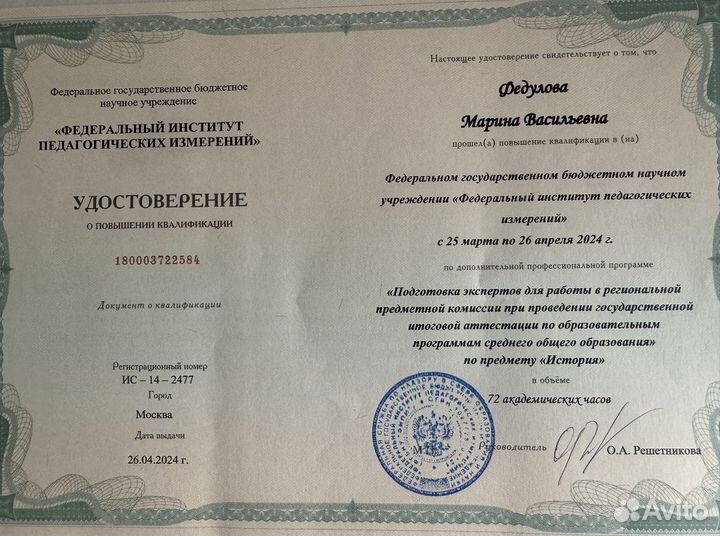 Федеральное государственное бюджетное
научное учреждение
«ФЕДЕРАЛЬНЫЙ ИНСТИТУТ
ПЕДАГОГИЧЕСКИХ ИЗМЕРЕНИЙ»
УДОСТОВЕРЕНИЕ
О ПОВЫШЕНИИ КВАЛИФИКАЦИИ
180003722584
Документ о квалификации
Регистрационный номер
ИС – 14 – 2477
Город
Москва
Дата выдачи
26.04.2024 г.
Настоящее удостоверение свидетельствует о том, что
Федулова
Марина Васильевна
прошел(а) повышение квалификации в (на)
Федеральном государственном бюджетном научном
учреждении «Федеральный институт педагогических
измерений»
с 25 марта по 26 апреля 2024 г.
по дополнительной профессиональной программе
«Подготовка экспертов для работы в региональной
предметной комиссии при проведении государственной
итоговой аттестации по образовательным
программам среднего общего образования»
по предмету «История»
в объёме
72 академических часов
Руководитель
О.А. Решетникова
Avito